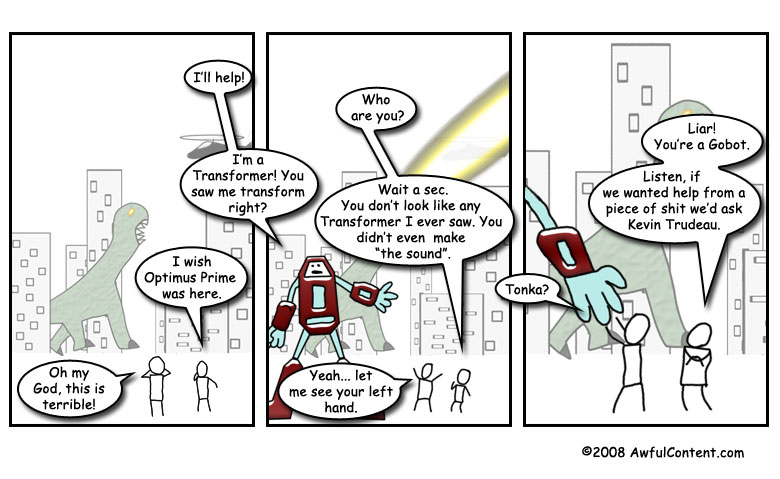 Oh my
God, this is
terrible!
I wish
Optimus Prime
was here.
I'll help!
I'm a
Transformer! You
saw me transform
right?
Who
are you?
Wait a sec.
You don't look like any
Transformer I ever saw. You
didn't even make
"the sound".
Yeah... let
me see your left
hand.
Tonka?
Liar!
You're a Gobot.
Listen, if
we wanted help from a
piece of shit we'd ask
Kevin Trudeau.
©2008 AwfulContent.com